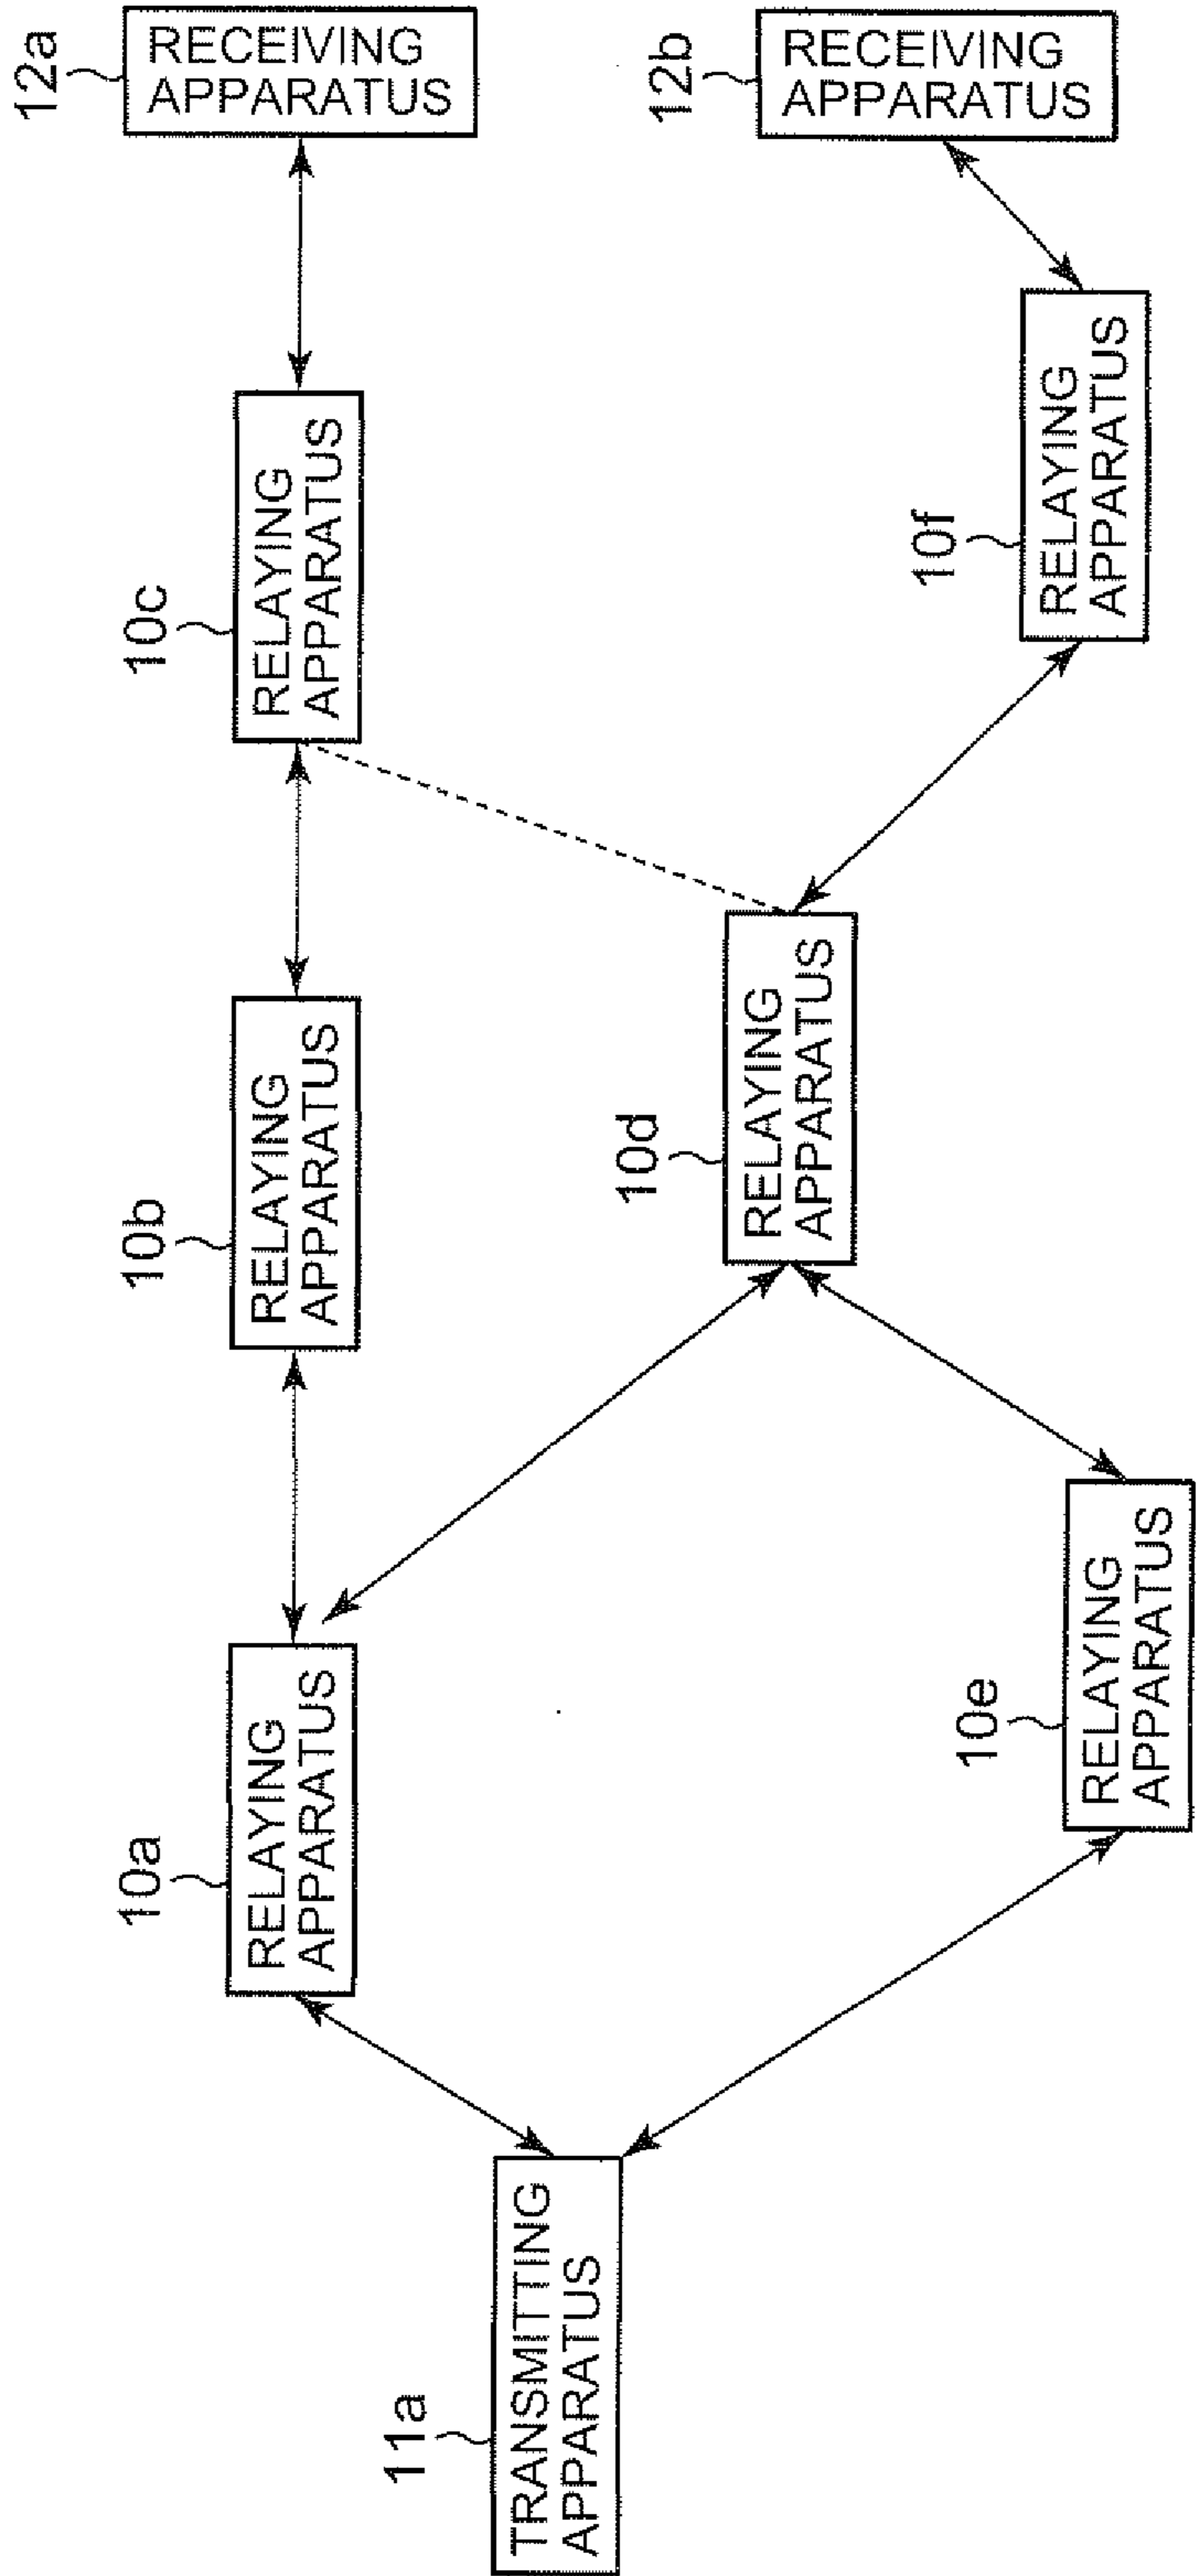 11a
TRANSMITTING
APPARATUS
10a
RELAYING
APPARATUS
10b
RELAYING
APPARATUS
10c
RELAYING
APPARATUS
12a
RECEIVING
APPARATUS
10e
RELAYING
APPARATUS
10d
RELAYING
APPARATUS
10f
RELAYING
APPARATUS
12b
RECEIVING
APPARATUS